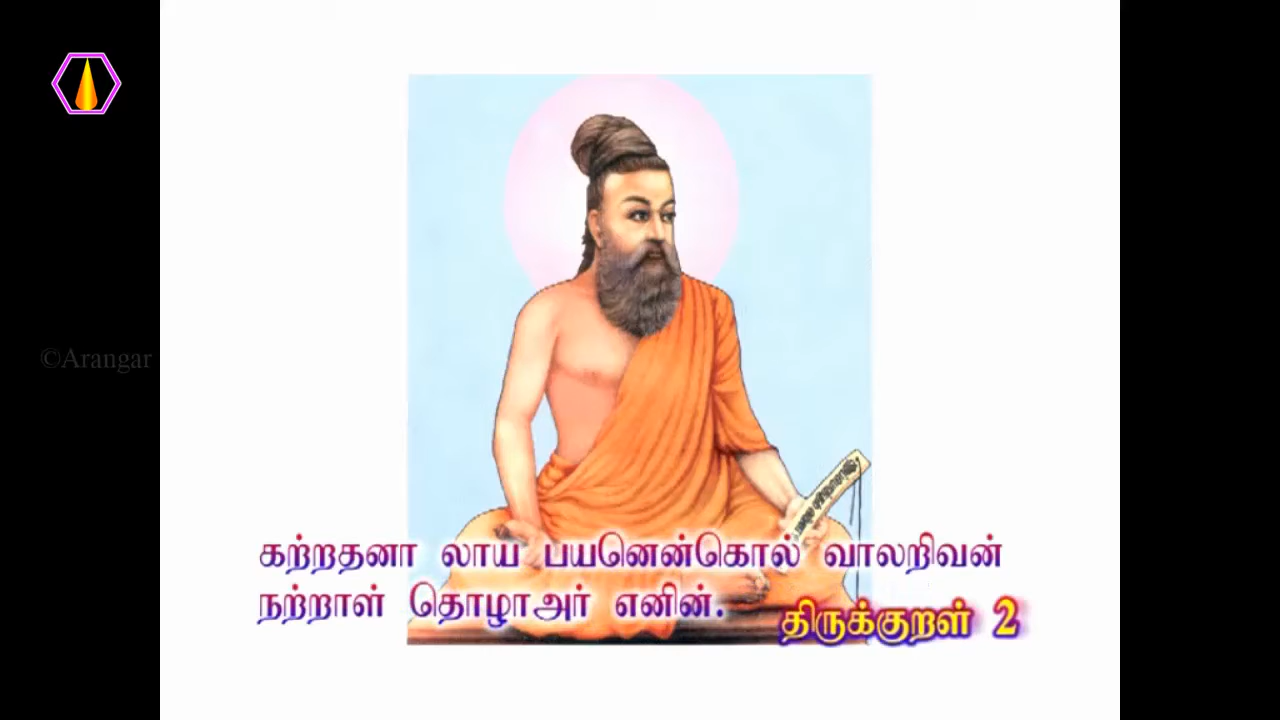 ©Arangar
கற்றதனா லாய பயனென்கொல் வாலறிவன்
நற்றாள் தொழாஅர் எனின்.
திருக்குறள் 2